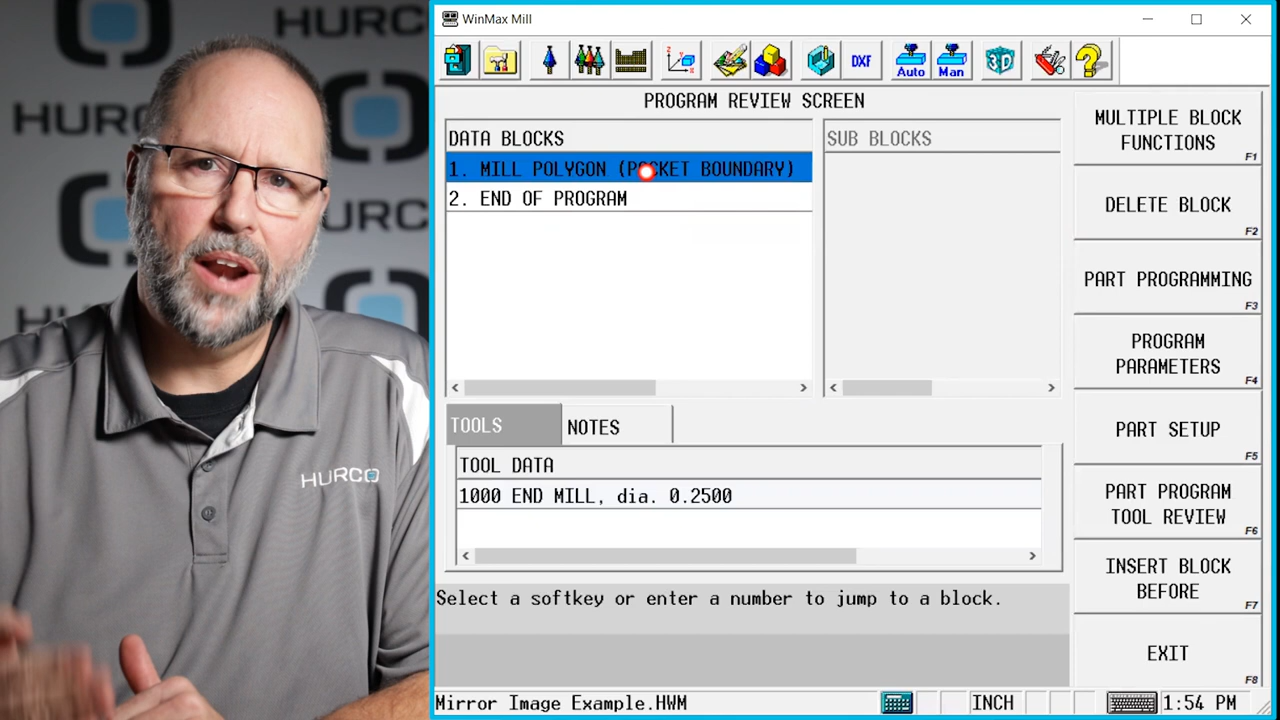 HURCO
HURCO
HURC
HURCO
WinMax Mill
DXF
Auto
Man
3D
PROGRAM REVIEW SCREEN
DATA BLOCKS
1. MILL POLYGON (POCKET BOUNDARY)
2. END OF PROGRAM
SUB BLOCKS
TOOLS
NOTES
TOOL DATA
1000 END MILL, dia. 0.2500
Select a softkey or enter a number to jump to a block.
MULTIPLE BLOCK
FUNCTIONS
F1
DELETE BLOCK
F2
PART PROGRAMMING
F3
PROGRAM
PARAMETERS
F4
PART SETUP
F5
PART PROGRAM
TOOL REVIEW
F6
INSERT BLOCK
BEFORE
F7
EXIT
F8
Mirror Image Example.HWM
INCH
1:54 PM